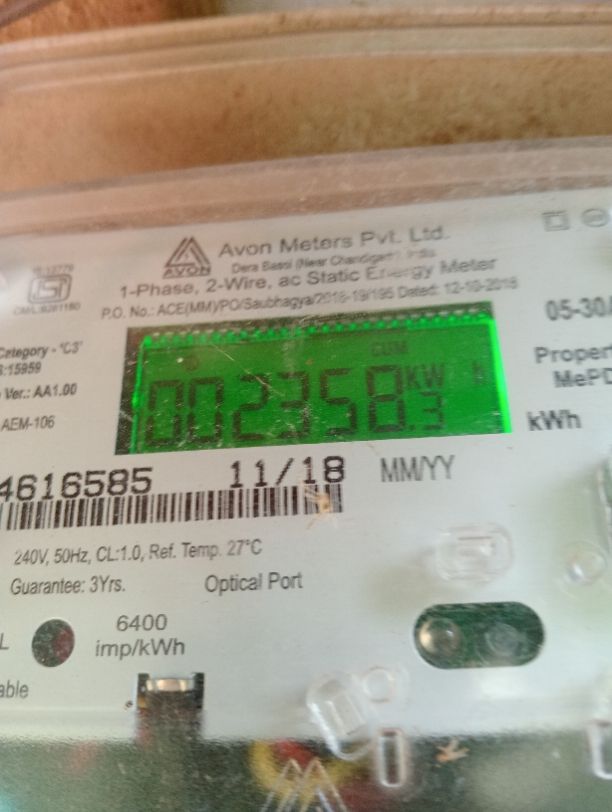 Avon Meters Pvt. Ltd.
AVON
Dera Bassi (Near Chandigarh), India
1-Phase, 2-Wire, ac Static Energy Meter
P.O. No.: ACE(MM)/PO/Saubhagya/2018-19/195 Dated: 12-10-2018
05-30
Category - 'C3'
:15959
Ver.: AA1.00
AEM-106
CUM
002358.3
KW h
Propert
MePD
kWh
4616585 11/18 MM/YY
240V, 50Hz, CL:1.0, Ref. Temp. 27°C
Guarantee: 3Yrs. Optical Port
6400
imp/kWh
L
able